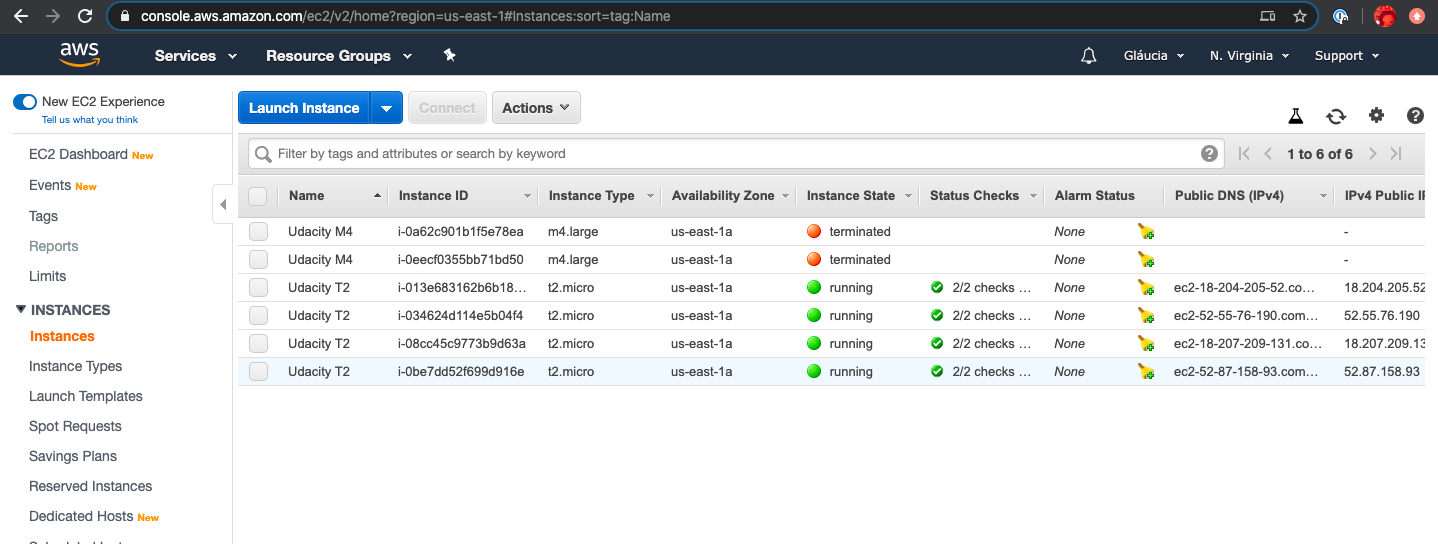 console.aws.amazon.com/ec2/v2/home?region=us-east-1#Instances:sort=tag:Name
aws Services Resource Groups Gláucia N. Virginia Support
New EC2 Experience
Tell us what you think
EC2 Dashboard New
Events New
Tags
Reports
Limits
INSTANCES
Instances
Instance Types
Launch Templates
Spot Requests
Savings Plans
Reserved Instances
Dedicated Hosts New
Launch Instance Connect Actions
Filter by tags and attributes or search by keyword 1 to 6 of 6
Name Instance ID Instance Type Availability Zone Instance State Status Checks Alarm Status Public DNS (IPv4) IPv4 Public IP
Udacity M4 i-0a62c901b1f5e78ea m4.large us-east-1a terminated None -
Udacity M4 i-0eecf0355bb71bd50 m4.large us-east-1a terminated None -
Udacity T2 i-013e683162b6b18... t2.micro us-east-1a running 2/2 checks ... None ec2-18-204-205-52.co... 18.204.205.52
Udacity T2 i-034624d114e5b04f4 t2.micro us-east-1a running 2/2 checks ... None ec2-52-55-76-190.com... 52.55.76.190
Udacity T2 i-08cc45c9773b9d63a t2.micro us-east-1a running 2/2 checks ... None ec2-18-207-209-131.co... 18.207.209.13
Udacity T2 i-0be7dd52f699d916e t2.micro us-east-1a running 2/2 checks ... None ec2-52-87-158-93.com... 52.87.158.93